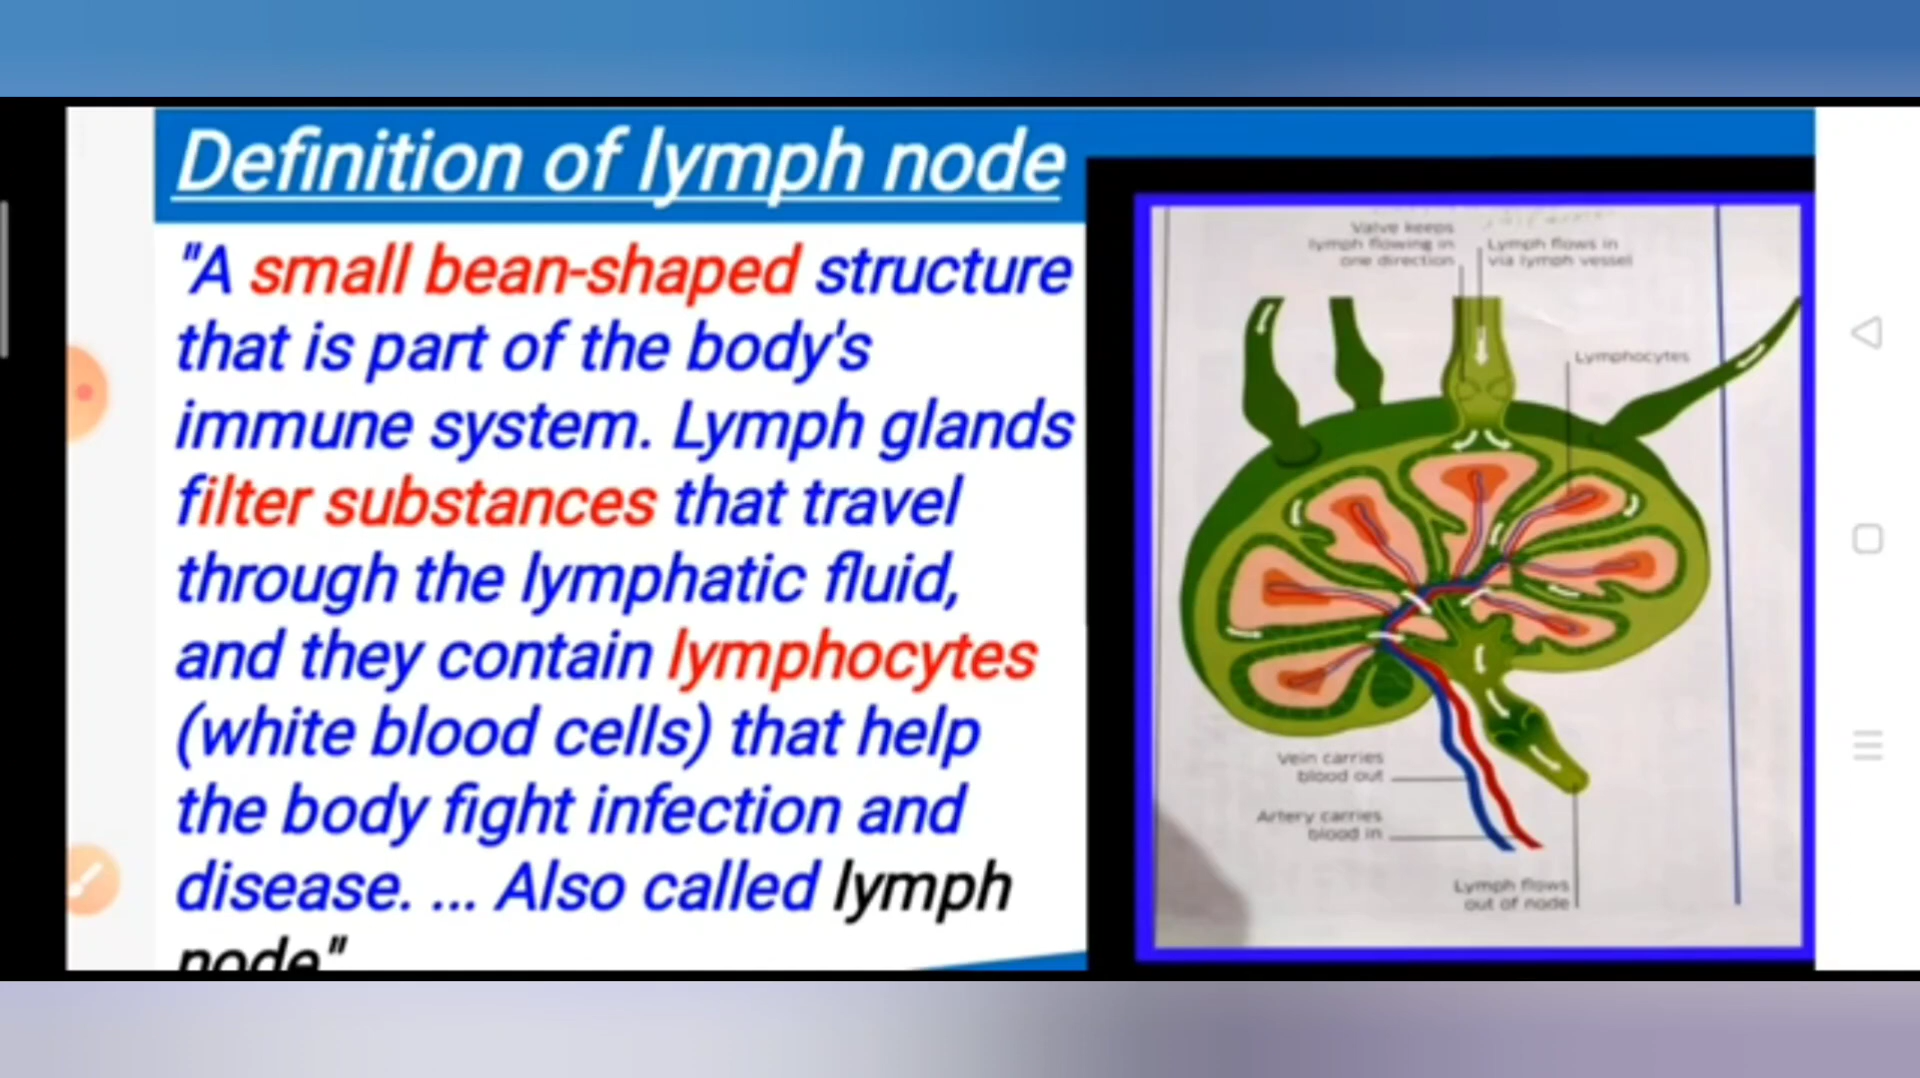 Definition of lymph node
"A small bean-shaped structure
that is part of the body's
immune system. Lymph glands
filter substances that travel
through the lymphatic fluid,
and they contain lymphocytes
(white blood cells) that help
the body fight infection and
disease. ... Also called lymph
node"
Valve keeps
lymph flowing in
one direction
Lymph flows in
via lymph vessel
Lymphocytes
Vein carries
blood out
Artery carries
blood in
Lymph flows
out of node